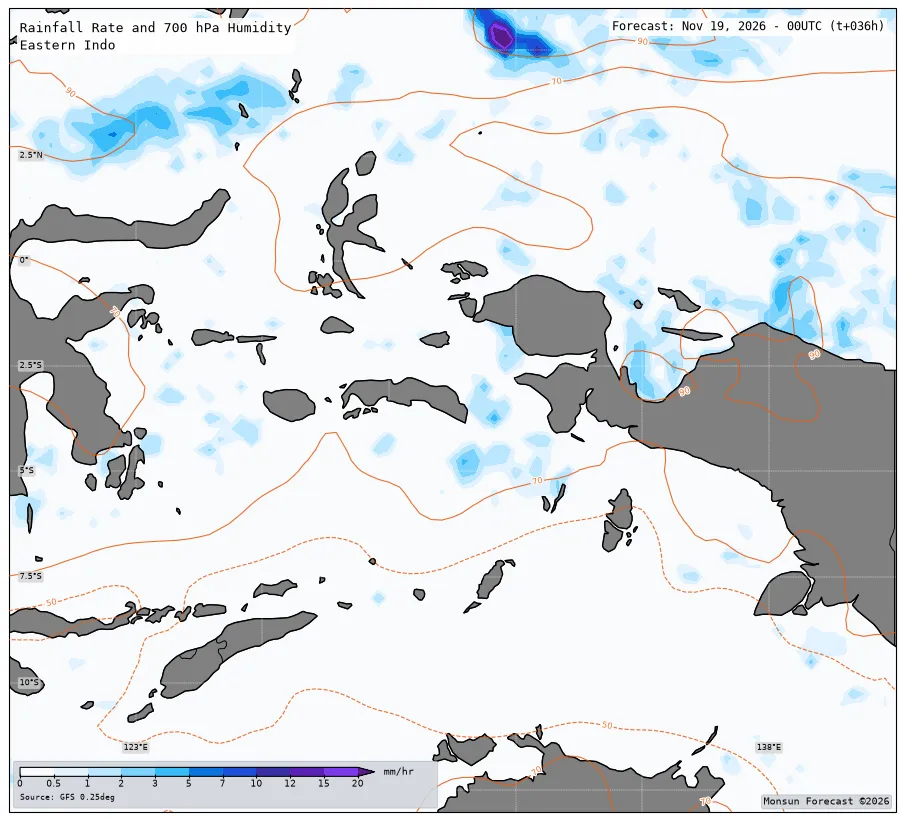 Rainfall Rate and 700 hPa Humidity
Eastern Indo
Forecast: Nov 19, 2026 - 00UTC (t+036h)
90
70
90
2.5°N
0°
70
2.5°S
90
90
5°S
70
7.5°S
50
10°S
50
123°E
138°E
70
70
0 0.5 1 2 3 5 7 10 12 15 20 mm/hr
Source: GFS 0.25deg
Monsun Forecast ©2026